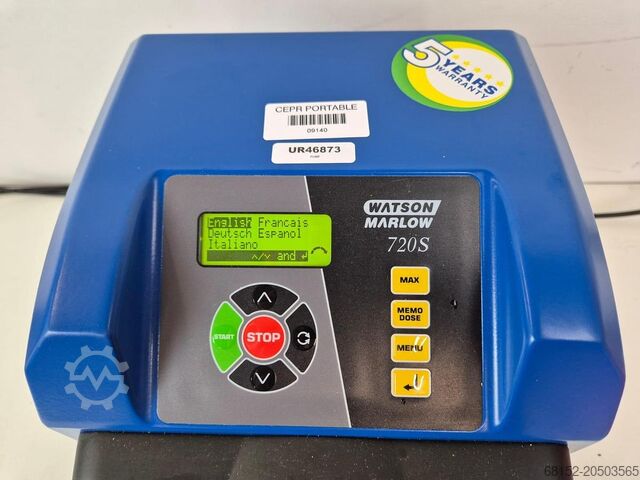 5
YEARS
WARRANTY
CEPR PORTABLE
09140
UR46873
WATSON
MARLOW
720S
English Francais
Deutsch Espanol
Italiano
^/v and ↵
MAX
MEMO
DOSE
MENU
START
STOP
68152-20503565